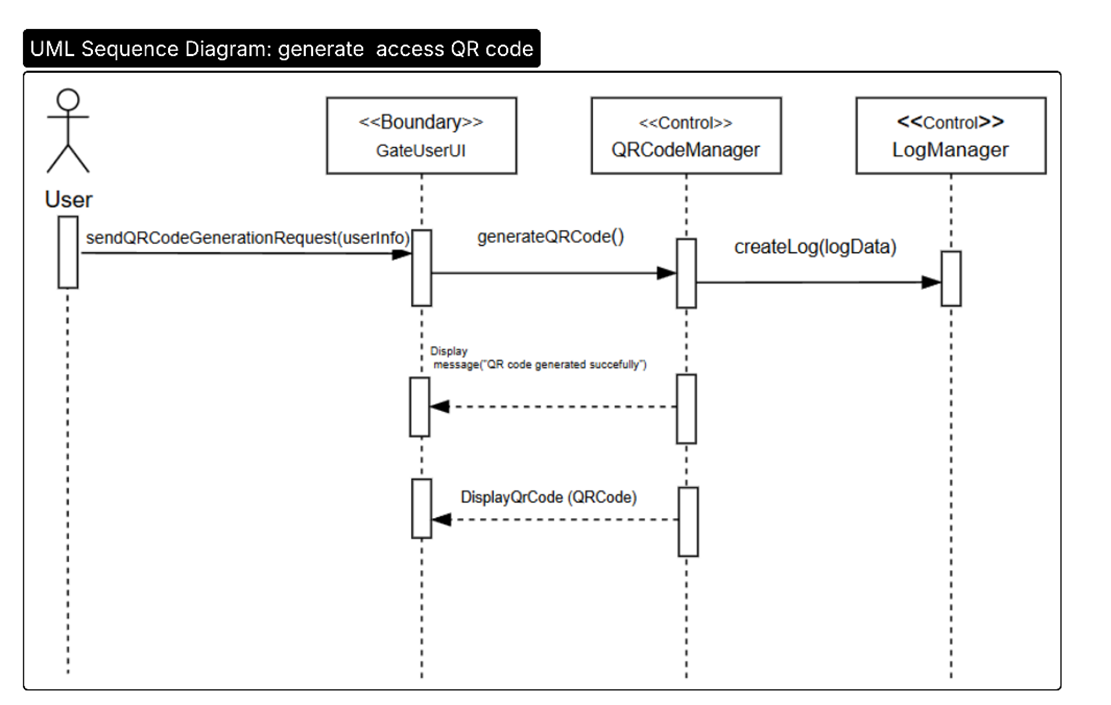 UML Sequence Diagram: generate  access QR code
<<Boundary>>
GateUserUI
<<Control>>
QRCodeManager
<<Control>>
LogManager
User
sendQRCodeGenerationRequest(userInfo)
generateQRCode()
createLog(logData)
Display
message("QR code generated succefully")
DisplayQrCode (QRCode)